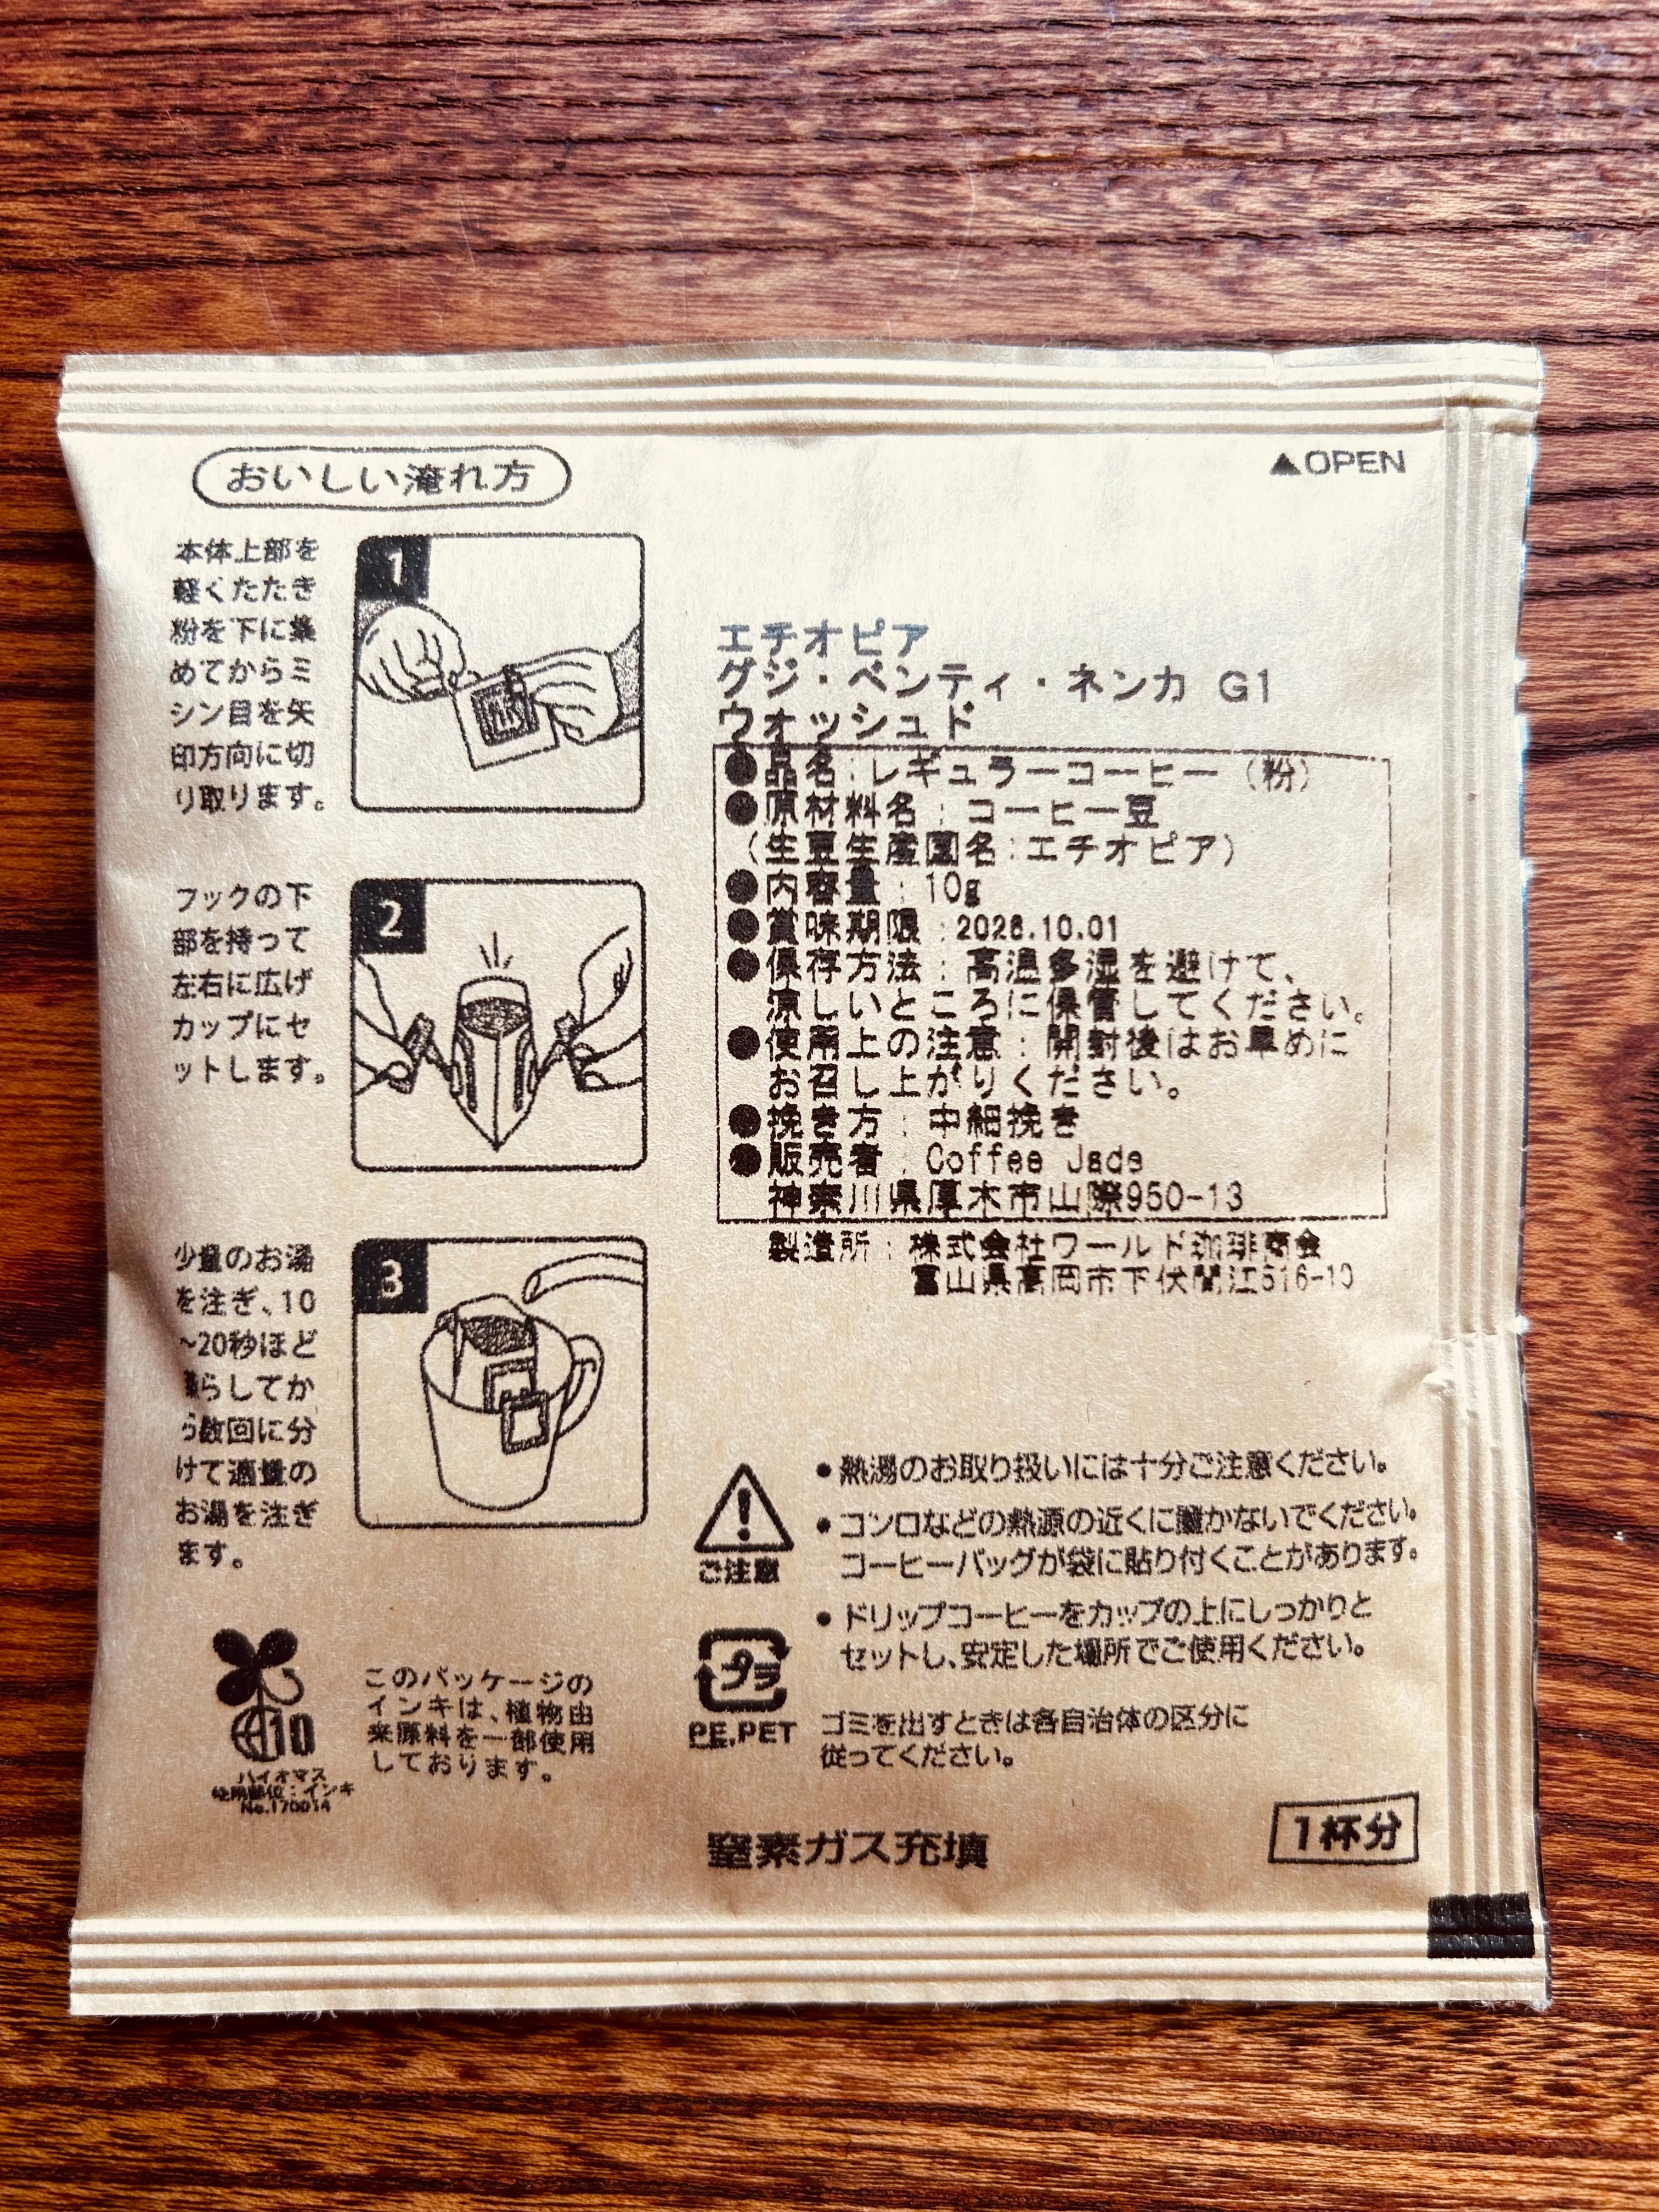 おいしい淹れ方
▲OPEN
1
本体上部を
軽くたたき
粉を下に集
めてからミ
シン目を矢
印方向に切
り取ります。
2
フックの下
部を持って
左右に広げ
カップにセ
ットします。
3
少量のお湯
を注ぎ、10
~20秒ほど
蒸らしてか
ら数回に分
けて適量の
お湯を注ぎ
ます。
エチオピア
グジ・ベンティ・ネンカ G1
ウォッシュド
●品名:レギュラーコーヒー(粉)
●原材料名:コーヒー豆
(生豆生産国名:エチオピア)
●内容量:10g
●賞味期限:2026.10.01
●保存方法:高温多湿を避けて、
涼しいところに保管してください。
●使用上の注意:開封後はお早めに
お召し上がりください。
●挽き方:中細挽き
●販売者:Coffee Jade
神奈川県厚木市山際950-13
製造所:株式会社ワールド珈琲商会
富山県高岡市下伏間江516-10
ご注意
•熱湯のお取り扱いには十分ご注意ください。
•コンロなどの熱源の近くに置かないでください。
コーヒーバッグが袋に貼り付くことがあります。
•ドリップコーヒーをカップの上にしっかりと
セットし、安定した場所でご使用ください。
プラ
PE.PET
ゴミを出すときは各自治体の区分に
従ってください。
10
バイオマス
使用部位:インキ
No.170014
このパッケージの
インキは、植物由
来原料を一部使用
しております。
窒素ガス充填
1杯分